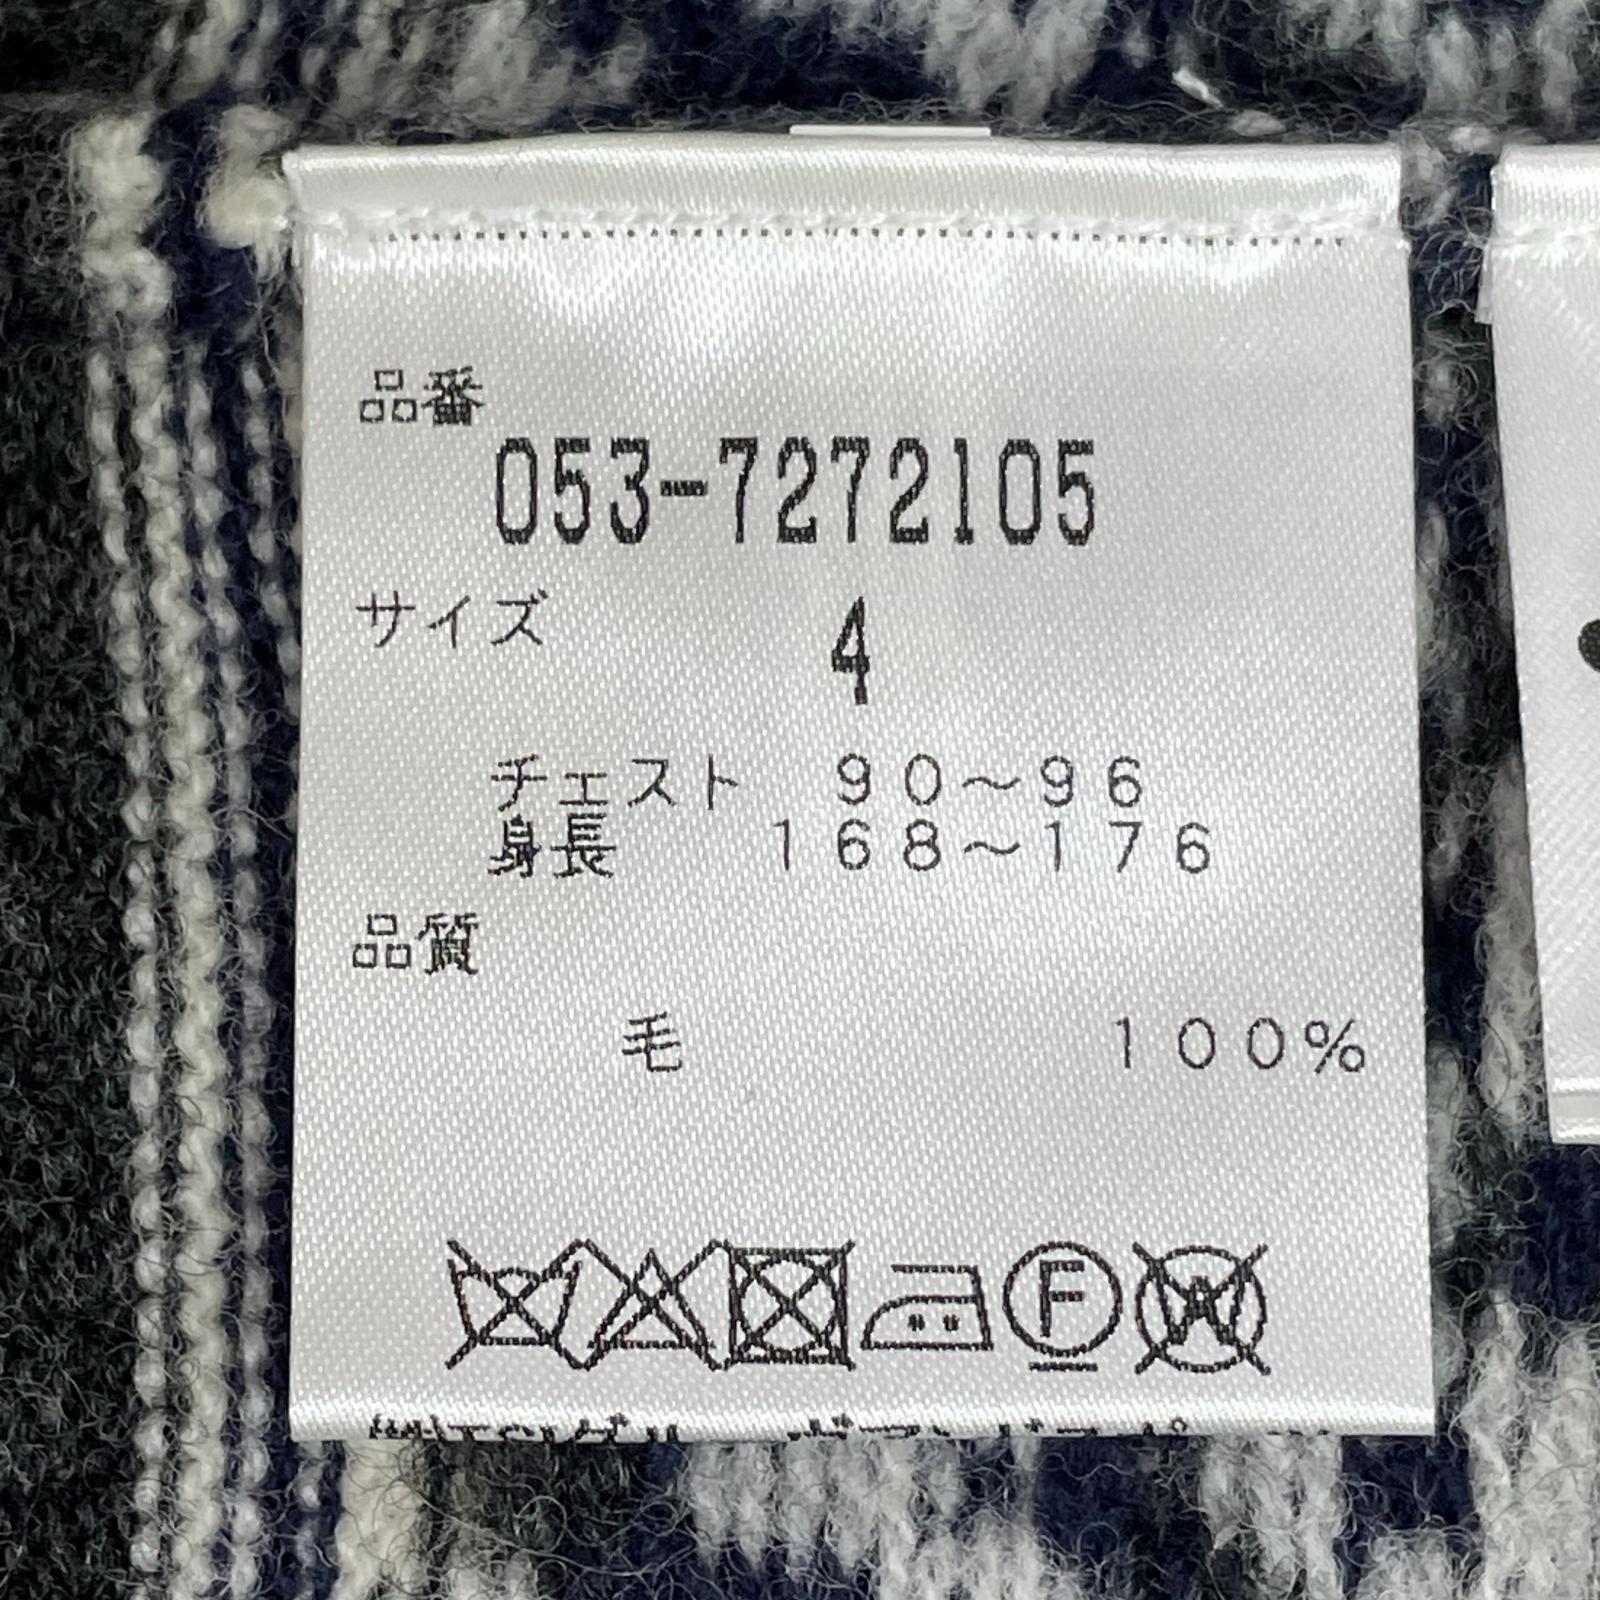 品番
053-7272105
サイズ 4
チェスト 90～96
身長 168～176
品質
毛 100%
F
W